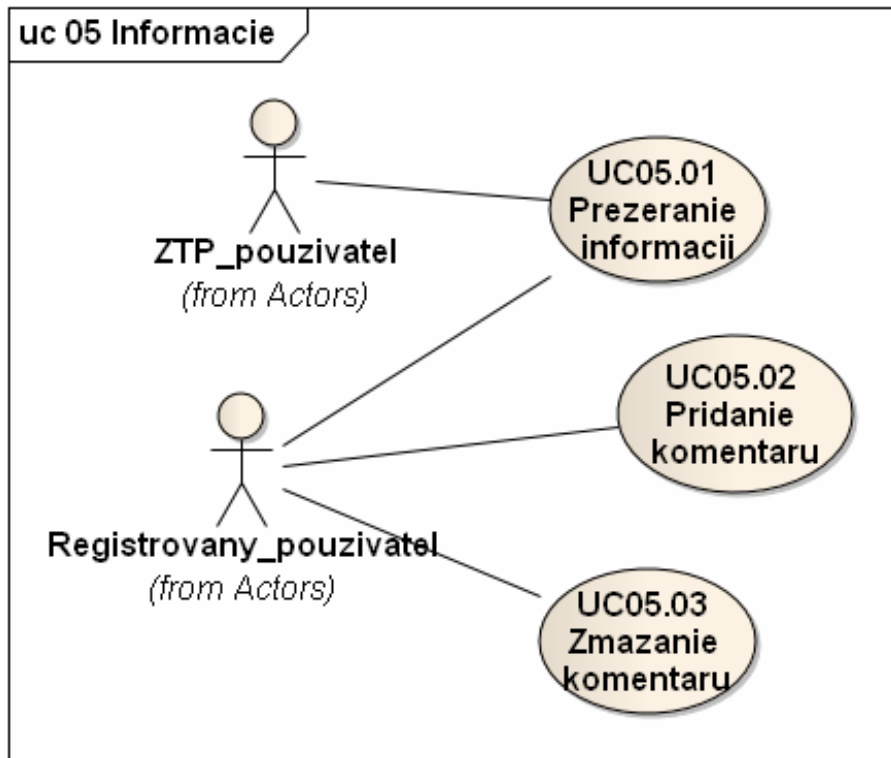 uc 05 Informacie
UC05.01
Prezeranie
informacii
ZTP_pouzivatel
(from Actors)
UC05.02
Pridanie
komentaru
Registrovany_pouzivatel
(from Actors)
UC05.03
Zmazanie
komentaru